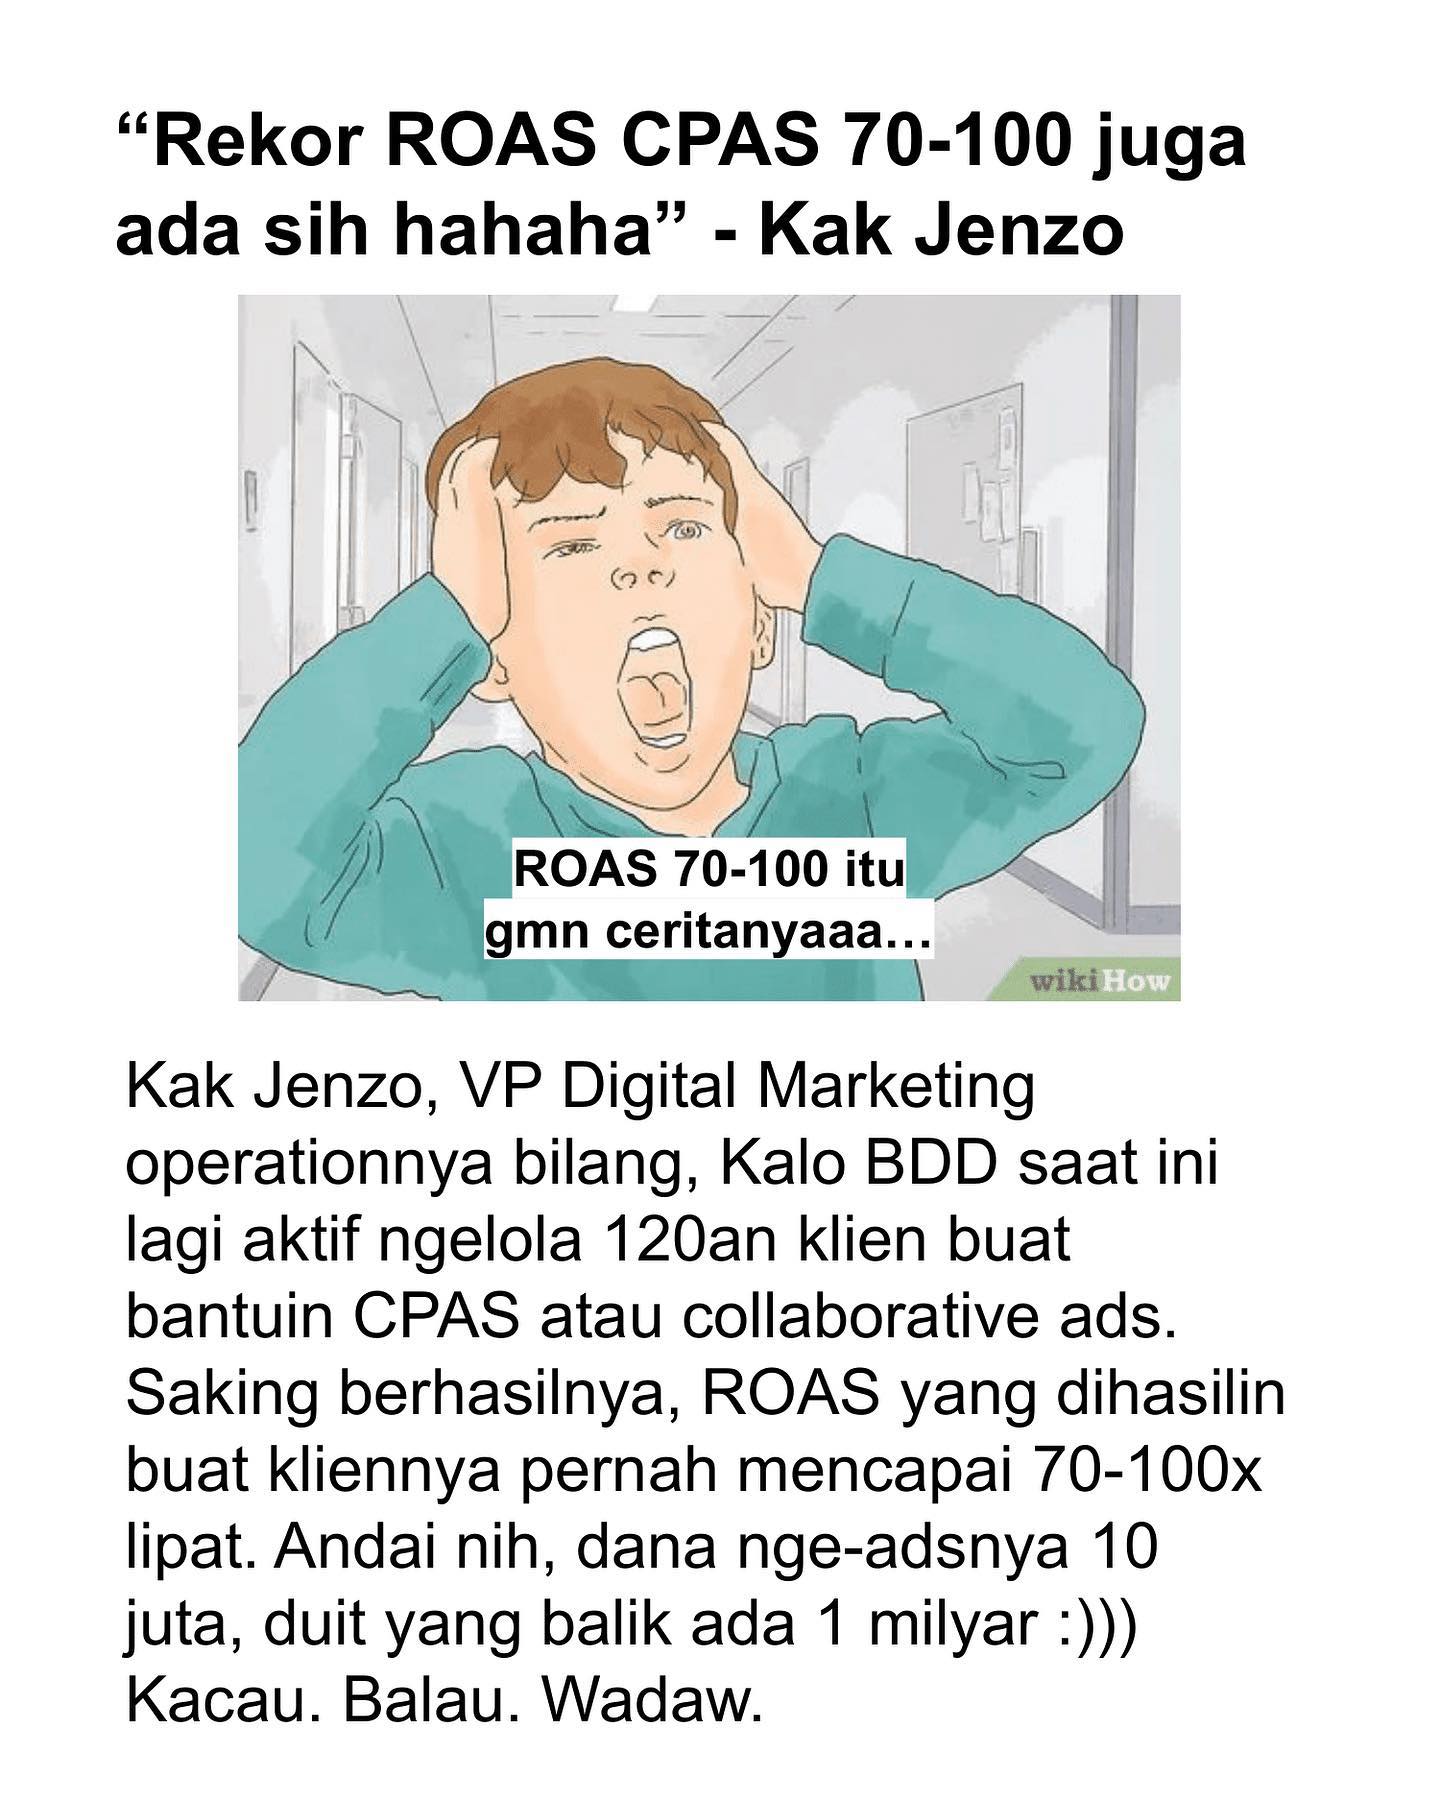 “Rekor ROAS CPAS 70-100 juga
ada sih hahaha” - Kak Jenzo
ROAS 70-100 itu
gmn ceritanyaaa...
wikiHow
Kak Jenzo, VP Digital Marketing
operationnya bilang, Kalo BDD saat ini
lagi aktif ngelola 120an klien buat
bantuin CPAS atau collaborative ads.
Saking berhasilnya, ROAS yang dihasilin
buat kliennya pernah mencapai 70-100x
lipat. Andai nih, dana nge-adsnya 10
juta, duit yang balik ada 1 milyar :)))
Kacau. Balau. Wadaw.